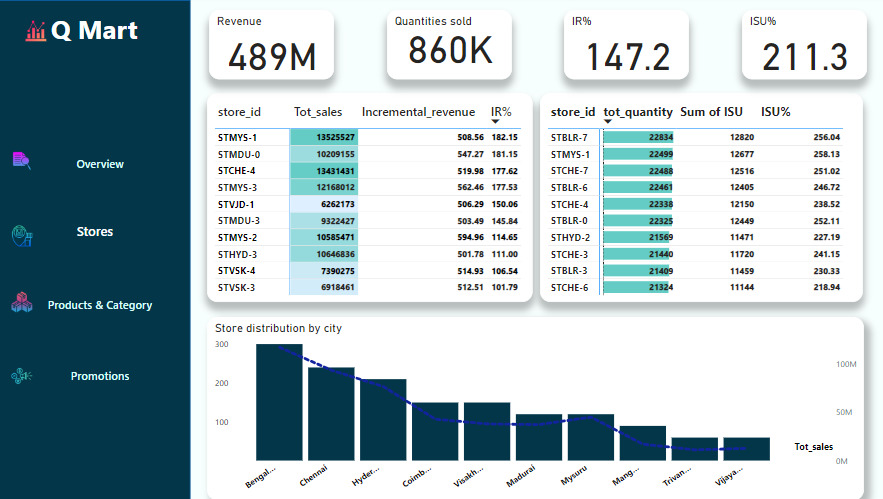 Q Mart
Overview
Stores
Products & Category
Promotions
Revenue
489M
Quantities sold
860K
IR%
147.2
ISU%
211.3
store_id Tot_sales Incremental_revenue IR%
STMYS-1 13525527 508.56 182.15
STMDU-0 10209155 547.27 181.15
STCHE-4 13431431 519.98 177.62
STMYS-3 12168012 562.46 177.53
STVJD-1 6262173 506.29 150.06
STMDU-3 9322427 503.49 145.84
STMYS-2 10585471 594.96 114.65
STHYD-3 10646836 501.78 111.00
STVSK-4 7390275 514.93 106.54
STVSK-3 6918461 512.51 101.79
store_id tot_quantity Sum of ISU ISU%
STBLR-7 22834 12820 256.04
STMYS-1 22499 12677 258.13
STCHE-7 22488 12516 251.02
STBLR-6 22461 12405 246.72
STCHE-4 22338 12150 238.52
STBLR-0 22325 12449 252.11
STHYD-2 21569 11471 227.19
STCHE-3 21440 11720 241.15
STBLR-3 21409 11459 230.33
STCHE-6 21324 11144 218.94
Store distribution by city
300
200
100
100M
50M
0M
Tot_sales
Bengal... Chennai Hyder... Coimb... Visakh... Madurai Mysuru Mang... Trivan... Vijaya...